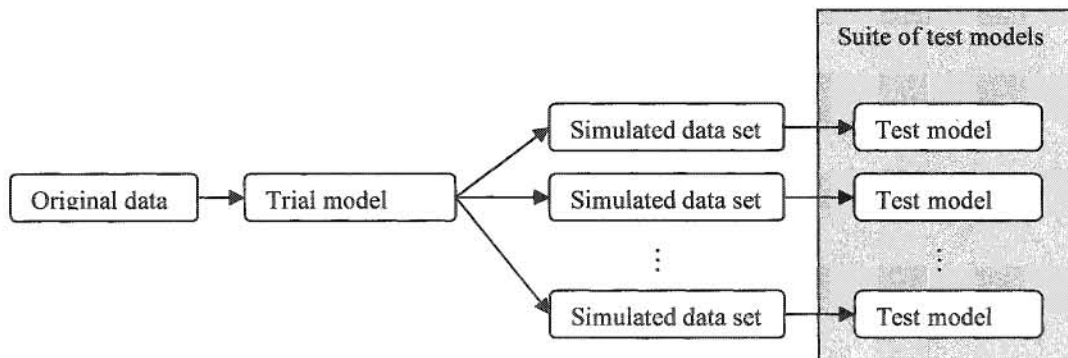 Suite of test models
Simulated data set
Test model
Original data
Trial model
Simulated data set
Test model
⋮
⋮
Simulated data set
Test model